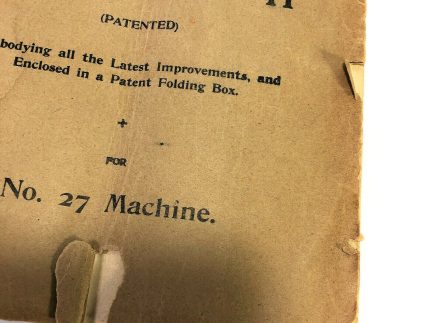 (PATENTED)
bodying all the Latest Improvements, and
Enclosed in a Patent Folding Box.
+
FOR
No. 27 Machine.